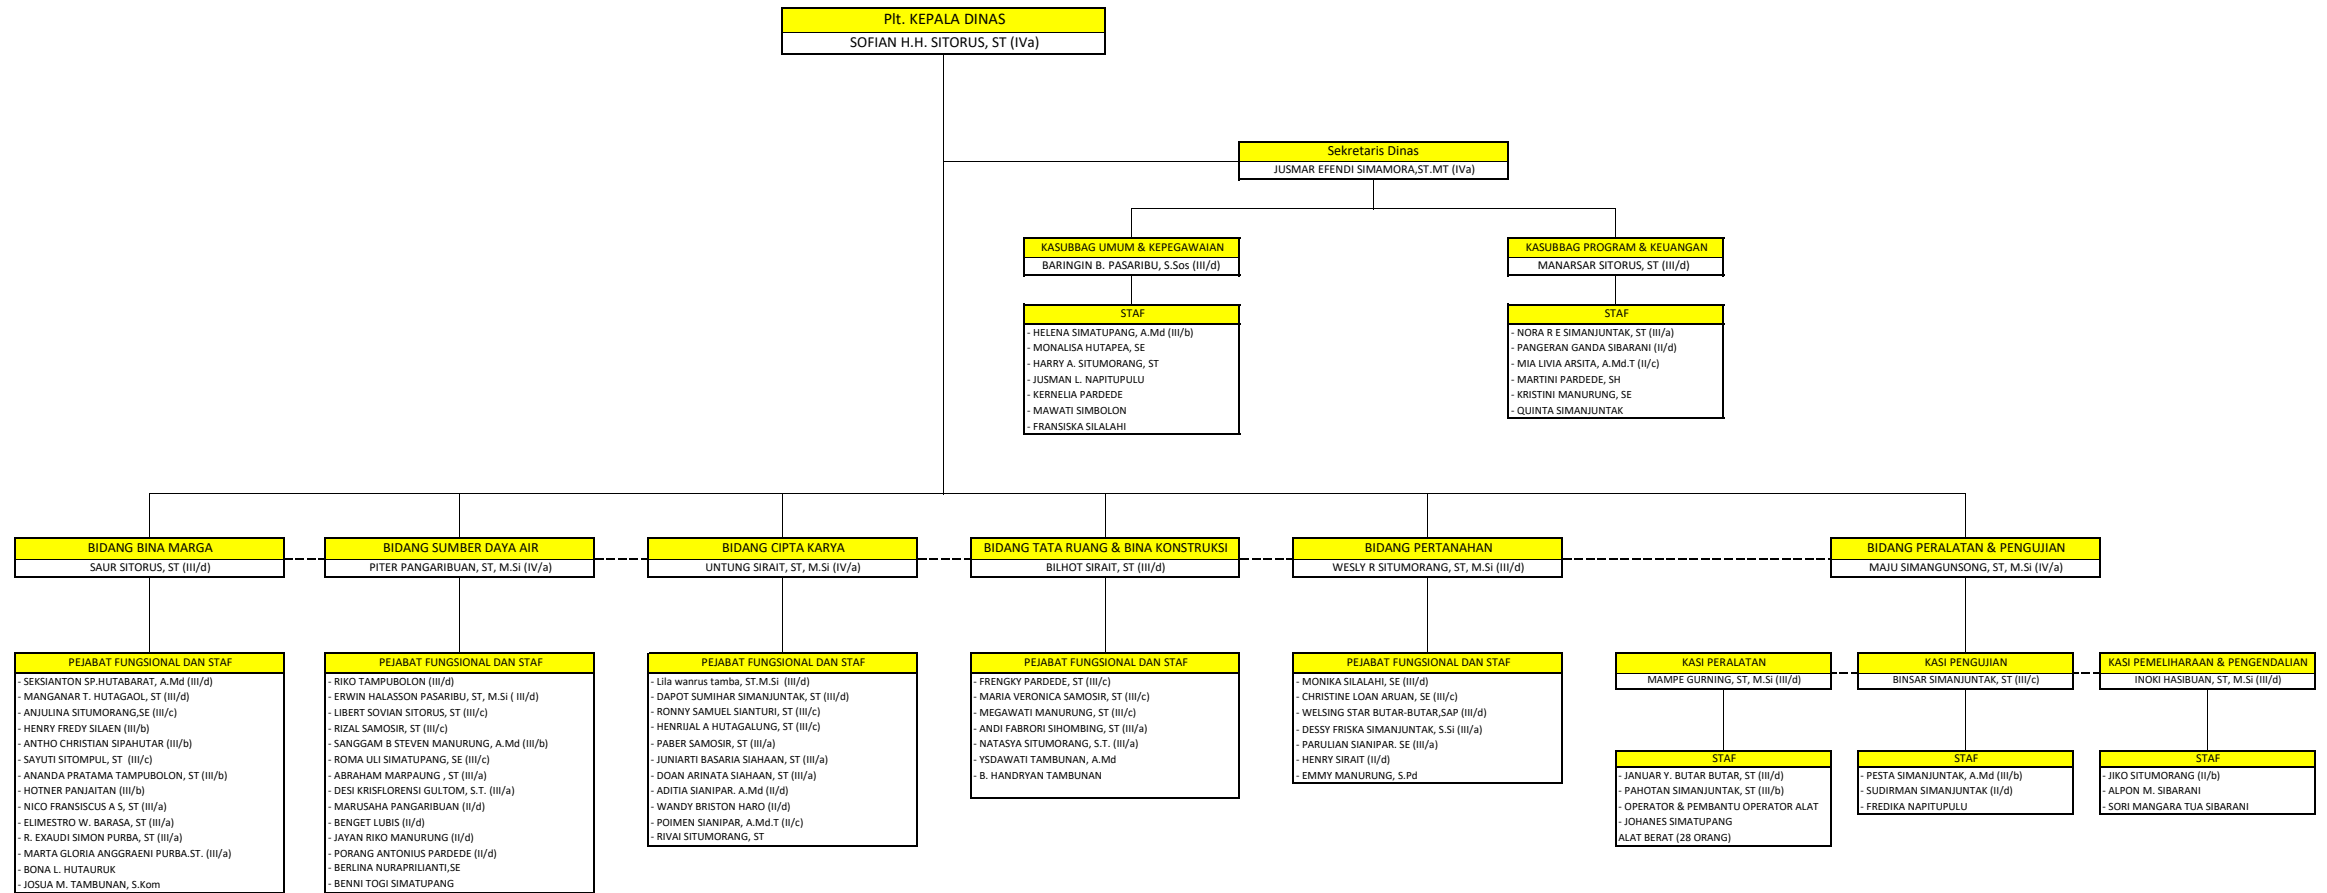 Plt. KEPALA DINAS
SOFIAN H.H. SITORUS, ST (IVa)
Sekretaris Dinas
JUSMAR EFENDI SIMAMORA,ST.MT (IVa)
KASUBBAG UMUM & KEPEGAWAIAN
BARINGIN B. PASARIBU, S.Sos (III/d)
STAF
- HELENA SIMATUPANG, A.Md (III/b)
- MONALISA HUTAPEA, SE
- HARRY A. SITUMORANG, ST
- JUSMAN L. NAPITUPULU
- KERNELIA PARDEDE
- MAWATI SIMBOLON
- FRANSISKA SILALAHI
KASUBBAG PROGRAM & KEUANGAN
MANARSAR SITORUS, ST (III/d)
STAF
- NORA R E SIMANJUNTAK, ST (III/a)
- PANGERAN GANDA SIBARANI (II/d)
- MIA LIVIA ARSITA, A.Md.T (II/c)
- MARTINI PARDEDE, SH
- KRISTINI MANURUNG, SE
- QUINTA SIMANJUNTAK
BIDANG BINA MARGA
SAUR SITORUS, ST (III/d)
PEJABAT FUNGSIONAL DAN STAF
- SEKSIANTON SP.HUTABARAT, A.Md (III/d)
- MANGANAR T. HUTAGAOL, ST (III/d)
- ANJULINA SITUMORANG,SE (III/c)
- HENRY FREDY SILAEN (III/b)
- ANTHO CHRISTIAN SIPAHUTAR (III/b)
- SAYUTI SITOMPUL, ST (III/c)
- ANANDA PRATAMA TAMPUBOLON, ST (III/b)
- HOTNER PANJAITAN (III/b)
- NICO FRANSISCUS A S, ST (III/a)
- ELIMESTRO W. BARASA, ST (III/a)
- R. EXAUDI SIMON PURBA, ST (III/a)
- MARTA GLORIA ANGGRAENI PURBA.ST. (III/a)
- BONA L. HUTAURUK
- JOSUA M. TAMBUNAN, S.Kom
BIDANG SUMBER DAYA AIR
PITER PANGARIBUAN, ST, M.Si (IV/a)
PEJABAT FUNGSIONAL DAN STAF
- RIKO TAMPUBOLON (III/d)
- ERWIN HALASSON PASARIBU, ST, M.Si ( III/d)
- LIBERT SOVIAN SITORUS, ST (III/c)
- RIZAL SAMOSIR, ST (III/c)
- SANGGAM B STEVEN MANURUNG, A.Md (III/b)
- ROMA ULI SIMATUPANG, SE (III/c)
- ABRAHAM MARPAUNG , ST (III/a)
- DESI KRISFLORENSI GULTOM, S.T. (III/a)
- MARUSAHA PANGARIBUAN (II/d)
- BENGET LUBIS (II/d)
- JAYAN RIKO MANURUNG (II/d)
- PORANG ANTONIUS PARDEDE (II/d)
- BERLINA NURAPRILIANTI,SE
- BENNI TOGI SIMATUPANG
BIDANG CIPTA KARYA
UNTUNG SIRAIT, ST, M.Si (IV/a)
PEJABAT FUNGSIONAL DAN STAF
- Lila wanrus tamba, ST.M.Si (III/d)
- DAPOT SUMIHAR SIMANJUNTAK, ST (III/d)
- RONNY SAMUEL SIANTURI, ST (III/c)
- HENRIJAL A HUTAGALUNG, ST (III/c)
- PABER SAMOSIR, ST (III/a)
- JUNIARTI BASARIA SIAHAAN, ST (III/a)
- DOAN ARINATA SIAHAAN, ST (III/a)
- ADITIA SIANIPAR. A.Md (II/d)
- WANDY BRISTON HARO (II/d)
- POIMEN SIANIPAR, A.Md.T (II/c)
- RIVAI SITUMORANG, ST
BIDANG TATA RUANG & BINA KONSTRUKSI
BILHOT SIRAIT, ST (III/d)
PEJABAT FUNGSIONAL DAN STAF
- FRENGKY PARDEDE, ST (III/c)
- MARIA VERONICA SAMOSIR, ST (III/c)
- MEGAWATI MANURUNG, ST (III/c)
- ANDI FABRORI SIHOMBING, ST (III/a)
- NATASYA SITUMORANG, S.T. (III/a)
- YSDAWATI TAMBUNAN, A.Md
- B. HANDRYAN TAMBUNAN
BIDANG PERTANAHAN
WESLY R SITUMORANG, ST, M.Si (III/d)
PEJABAT FUNGSIONAL DAN STAF
- MONIKA SILALAHI, SE (III/d)
- CHRISTINE LOAN ARUAN, SE (III/c)
- WELSING STAR BUTAR-BUTAR,SAP (III/d)
- DESSY FRISKA SIMANJUNTAK, S.Si (III/a)
- PARULIAN SIANIPAR. SE (III/a)
- HENRY SIRAIT (II/d)
- EMMY MANURUNG, S.Pd
BIDANG PERALATAN & PENGUJIAN
MAJU SIMANGUNSONG, ST, M.Si (IV/a)
KASI PERALATAN
MAMPE GURNING, ST, M.Si (III/d)
STAF
- JANUAR Y. BUTAR BUTAR, ST (III/d)
- PAHOTAN SIMANJUNTAK, ST (III/b)
- OPERATOR & PEMBANTU OPERATOR ALAT
- JOHANES SIMATUPANG
ALAT BERAT (28 ORANG)
KASI PENGUJIAN
BINSAR SIMANJUNTAK, ST (III/c)
STAF
- PESTA SIMANJUNTAK, A.Md (III/b)
- SUDIRMAN SIMANJUNTAK (II/d)
- FREDIKA NAPITUPULU
KASI PEMELIHARAAN & PENGENDALIAN
INOKI HASIBUAN, ST, M.Si (III/d)
STAF
- JIKO SITUMORANG (II/b)
- ALPON M. SIBARANI
- SORI MANGARA TUA SIBARANI